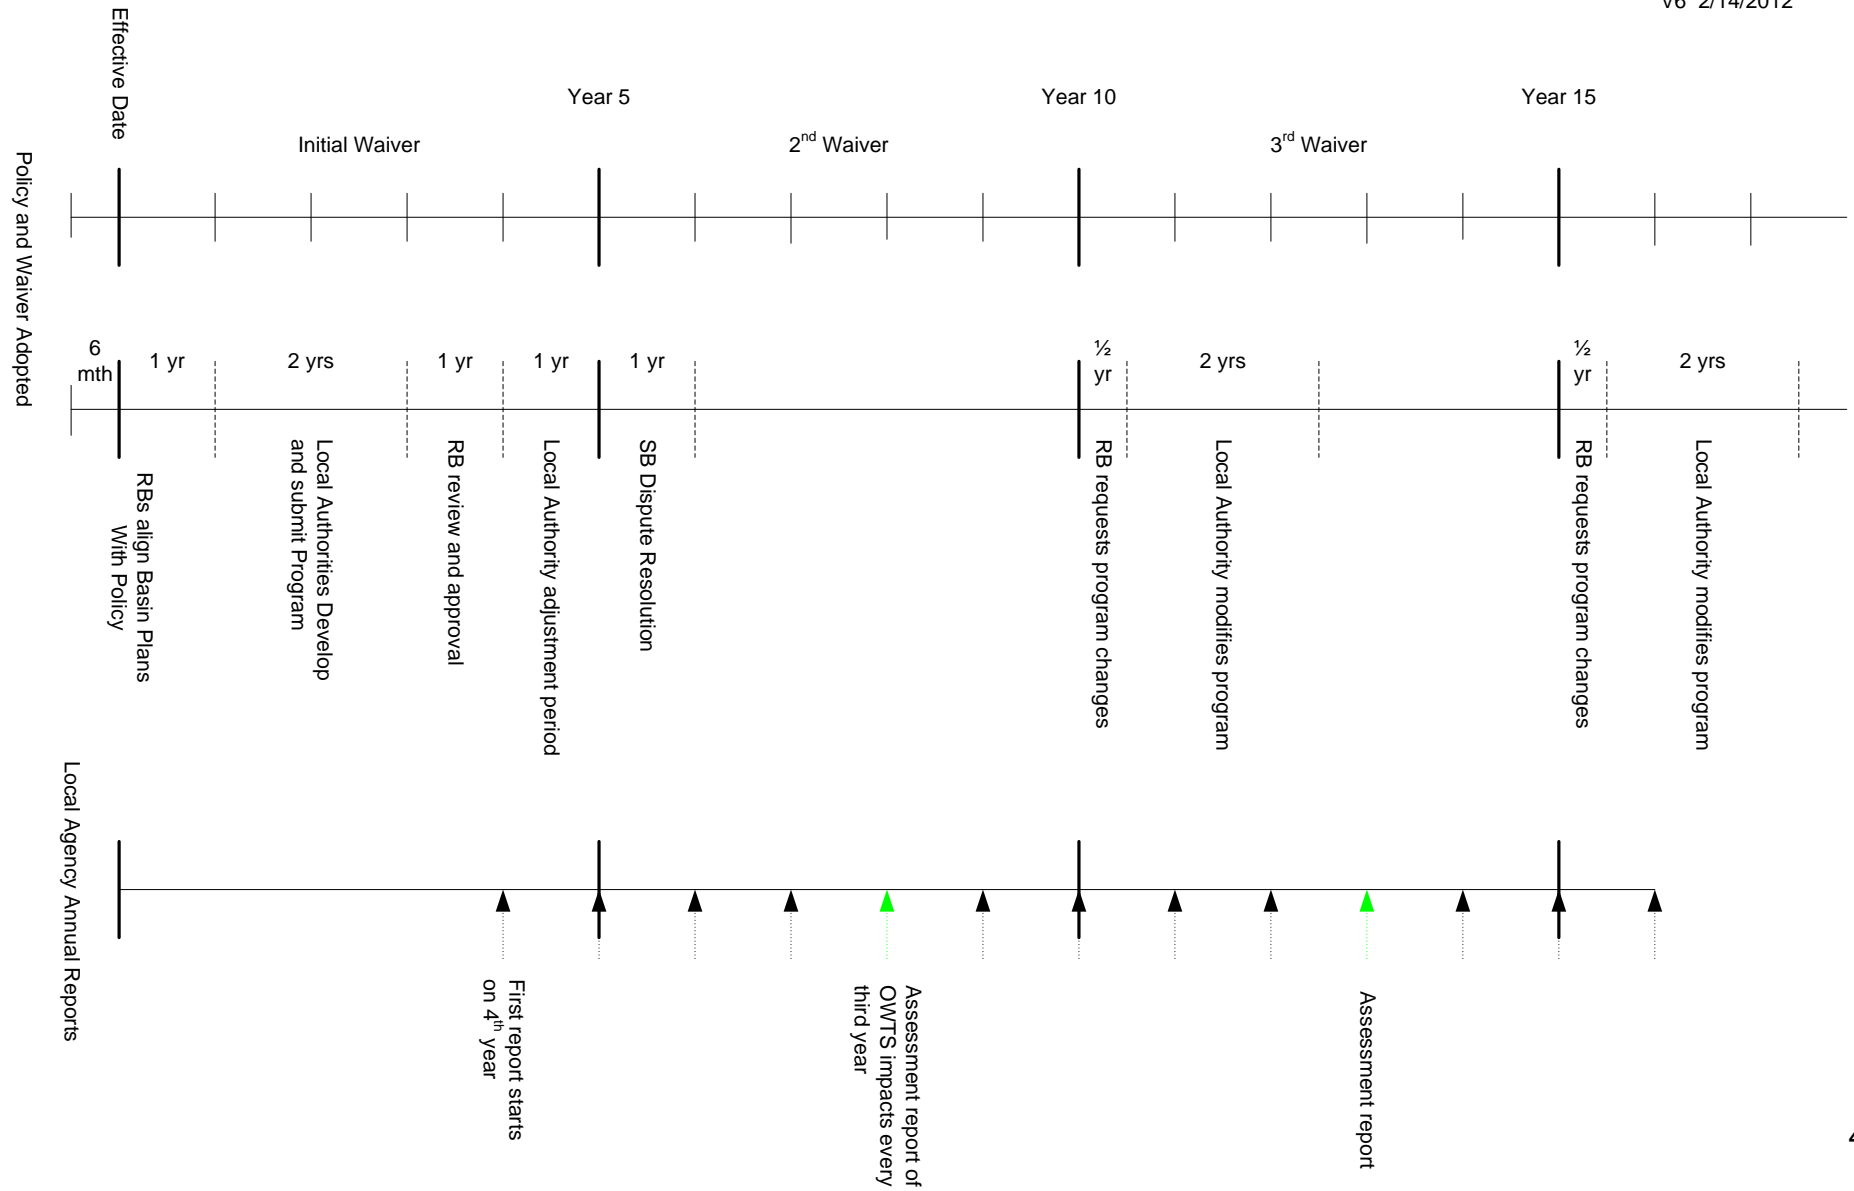 v6 2/14/2012
Effective Date
Year 5
Year 10
Year 15
Initial Waiver
2nd Waiver
3rd Waiver
Policy and Waiver Adopted
6
mth
1 yr
2 yrs
1 yr
1 yr
1 yr
½
yr
2 yrs
½
yr
2 yrs
RBs align Basin Plans
With Policy
Local Authorities Develop
and submit Program
RB review and approval
Local Authority adjustment period
SB Dispute Resolution
RB requests program changes
Local Authority modifies program
RB requests program changes
Local Authority modifies program
Local Agency Annual Reports
First report starts
on 4th year
Assessment report of
OWTS impacts every
third year
Assessment report
4